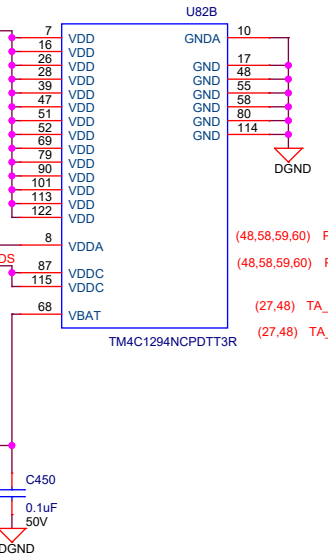 U82B
7 VDD GNDA 10
16 VDD
26 VDD GND 17
28 VDD GND 48
39 VDD GND 55
47 VDD GND 58
51 VDD GND 80
52 VDD GND 114
69 VDD
79 VDD
90 VDD
101 VDD
113 VDD
122 VDD
DGND
8 VDDA
OS
87 VDDC
115 VDDC
68 VBAT
TM4C1294NCPDTT3R
(48,58,59,60)
(48,58,59,60)
(27,48) TA_
(27,48) TA_
C450
0.1uF
50V
DGND